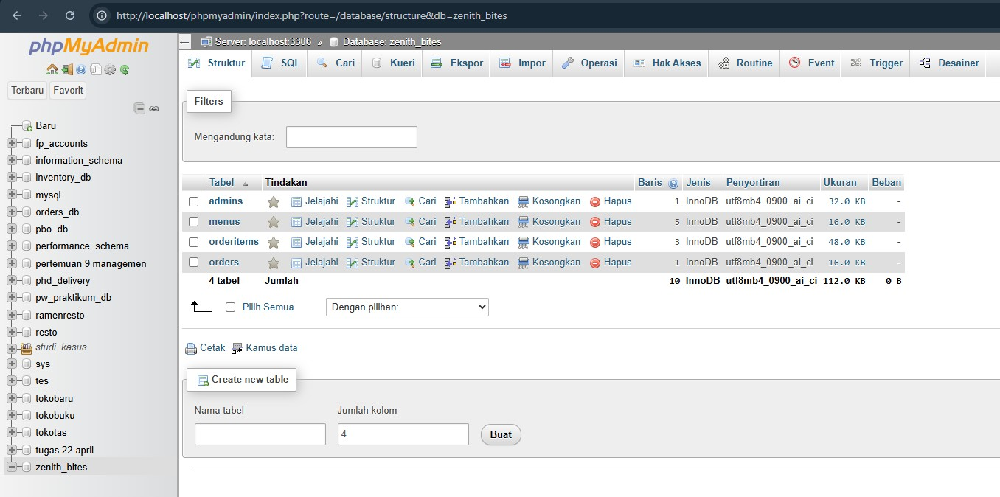 http://localhost/phpmyadmin/index.php?route=/database/structure&db=zenith_bites
phpMyAdmin
Terbaru Favorit
Baru
fp_accounts
information_schema
inventory_db
mysql
orders_db
pbo_db
performance_schema
pertemuan 9 managemen
phd_delivery
pw_praktikum_db
ramenresto
resto
studi_kasus
sys
tes
tokobaru
tokobuku
tokotas
tugas 22 april
zenith_bites
Server: localhost:3306 » Database: zenith_bites
Struktur SQL Cari Kueri Ekspor Impor Operasi Hak Akses Routine Event Trigger Desainer
Filters
Mengandung kata:
Tabel Tindakan Baris Jenis Penyortiran Ukuran Beban
admins Jelajahi Struktur Cari Tambahkan Kosongkan Hapus 1 InnoDB utf8mb4_0900_ai_ci 32.0 KB -
menus Jelajahi Struktur Cari Tambahkan Kosongkan Hapus 5 InnoDB utf8mb4_0900_ai_ci 16.0 KB -
orderitems Jelajahi Struktur Cari Tambahkan Kosongkan Hapus 3 InnoDB utf8mb4_0900_ai_ci 48.0 KB -
orders Jelajahi Struktur Cari Tambahkan Kosongkan Hapus 1 InnoDB utf8mb4_0900_ai_ci 16.0 KB -
4 tabel Jumlah 10 InnoDB utf8mb4_0900_ai_ci 112.0 KB 0 B
Pilih Semua Dengan pilihan:
Cetak Kamus data
Create new table
Nama tabel Jumlah kolom
4 Buat